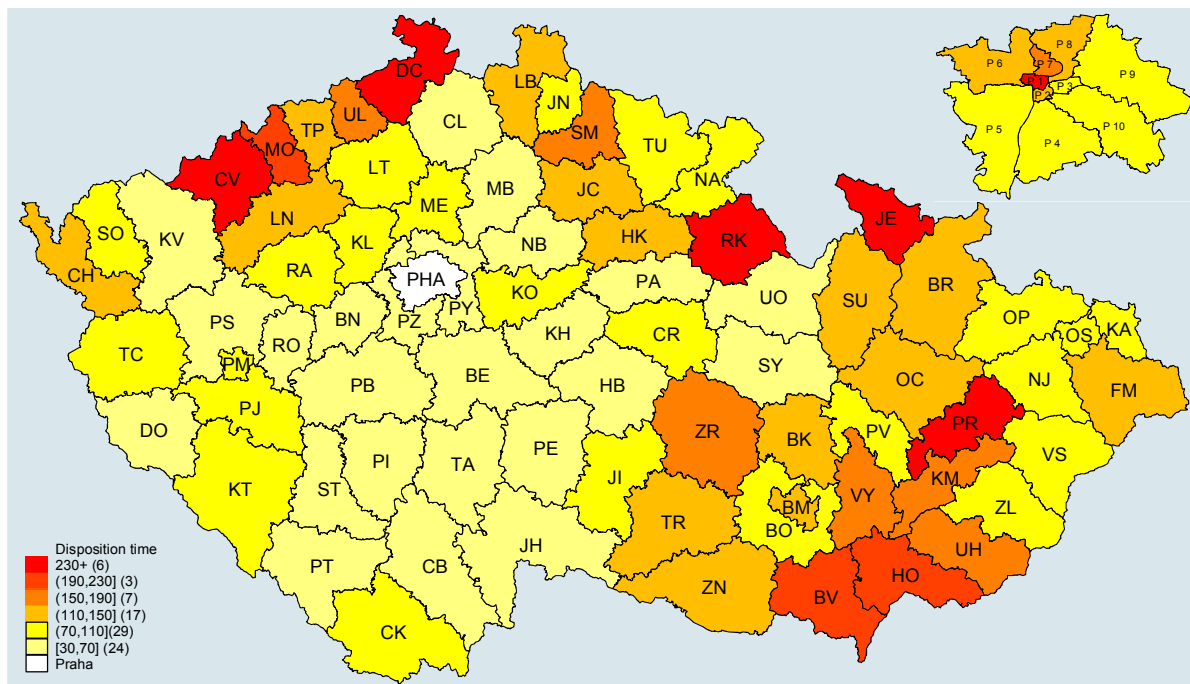 DC
LB
JN
P 8
P 6
P 7
P 9
P 1
P 3
P 2
P 5
P 4
P 10
UL
TP
CL
SM
MO
TU
CV
LT
MB
JC
NA
ME
LN
SO
KV
KL
NB
HK
RK
JE
CH
RA
PHA
KO
PA
UO
SU
BR
PS
BN
PZ
PY
KH
CR
OP
OS
KA
TC
RO
PM
PB
BE
HB
SY
OC
NJ
FM
PJ
DO
PI
TA
PE
ZR
BK
PV
PR
VS
KT
ST
JI
BM
VY
KM
TR
BO
ZL
PT
CB
JH
ZN
BV
HO
UH
CK
Disposition time
230+ (6)
(190,230] (3)
(150,190] (7)
(110,150] (17)
(70,110](29)
[30,70] (24)
Praha